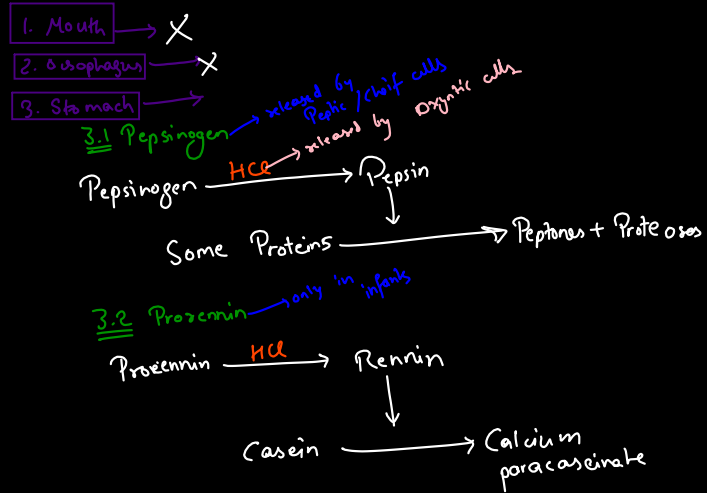 1. Mouth → X
2. Oesophagus → X
3. Stomach →
3.1 Pepsinogen → released by Peptic/Cheif cells
HCl → released by Oxyntic cells
Pepsinogen → Pepsin
Some Proteins → Peptones + Proteoses
3.2 Prorennin → only in infants
HCl
Prorennin → Rennin
Casein → Calcium
paracaseinate